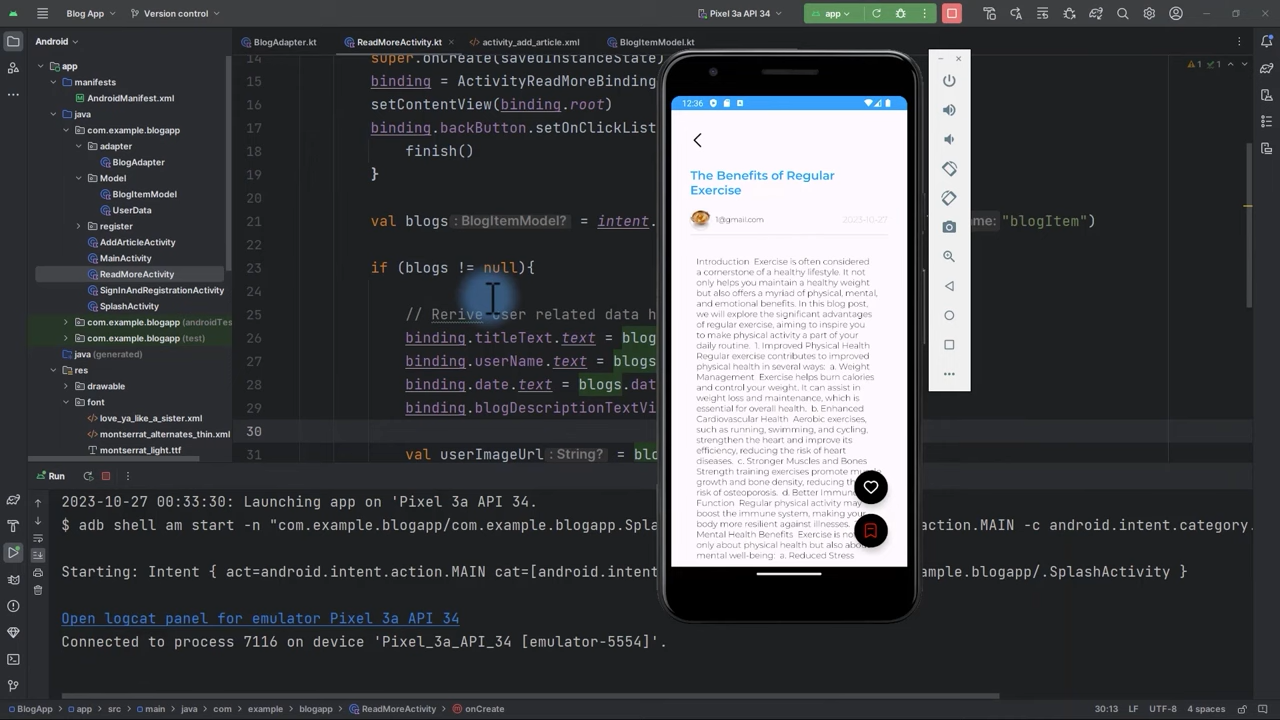 Blog App
Version control
Pixel 3a API 34
app
Android
BlogAdapter.kt
ReadMoreActivity.kt
activity_add_article.xml
BlogItemModel.kt
app
manifests
AndroidManifest.xml
java
com.example.blogapp
adapter
BlogAdapter
Model
BlogItemModel
UserData
register
AddArticleActivity
MainActivity
ReadMoreActivity
SignInAndRegistrationActivity
SplashActivity
com.example.blogapp (androidTes
com.example.blogapp (test)
java (generated)
res
drawable
font
love_ya_like_a_sister.xml
montserrat_alternates_thin.xml
montserrat_light.ttf
14 super.onCreate(savedInstanceState)
15 binding = ActivityReadMoreBinding
16 setContentView(binding.root)
17 binding.backButton.setOnClickList
18 finish()
19 }
20
21 val blogs : BlogItemModel? = intent. name: "blogItem")
22
23 if (blogs != null){
24
25 // Rerive user related data h
26 binding.titleText.text = blog
27 binding.userName.text = blogs
28 binding.date.text = blogs.dat
29 binding.blogDescriptionTextVi
30
31 val userImageUrl : String? = blo
1 1
12:36
The Benefits of Regular
Exercise
1@gmail.com 2023-10-27
Introduction Exercise is often considered
a cornerstone of a healthy lifestyle. It not
only helps you maintain a healthy weight
but also offers a myriad of physical, mental,
and emotional benefits. In this blog post,
we will explore the significant advantages
of regular exercise, aiming to inspire you
to make physical activity a part of your
daily routine. 1. Improved Physical Health
Regular exercise contributes to improved
physical health in several ways: a. Weight
Management Exercise helps burn calories
and control your weight. It can assist in
weight loss and maintenance, which is
essential for overall health. b. Enhanced
Cardiovascular Health Aerobic exercises,
such as running, swimming, and cycling,
strengthen the heart and improve its
efficiency, reducing the risk of heart
diseases. c. Stronger Muscles and Bones
Strength training exercises promote
growth and bone density, reducing
risk of osteoporosis. d. Better Immun
Function Regular physical activity may
boost the immune system, making your
body more resilient against illnesses.
Mental Health Benefits Exercise is no
only about physical health but also abo
mental well-being: a. Reduced Stress
Run
2023-10-27 00:33:30: Launching app on 'Pixel 3a API 34.
$ adb shell am start -n "com.example.blogapp/com.example.blogapp.Spla action.MAIN -c android.intent.category.
Starting: Intent { act=android.intent.action.MAIN cat=[android.intent example.blogapp/.SplashActivity }
Open logcat panel for emulator Pixel 3a API 34
Connected to process 7116 on device 'Pixel_3a_API_34 [emulator-5554]'.
BlogApp app src main java com example blogapp ReadMoreActivity onCreate
30:13 LF UTF-8 4 spaces